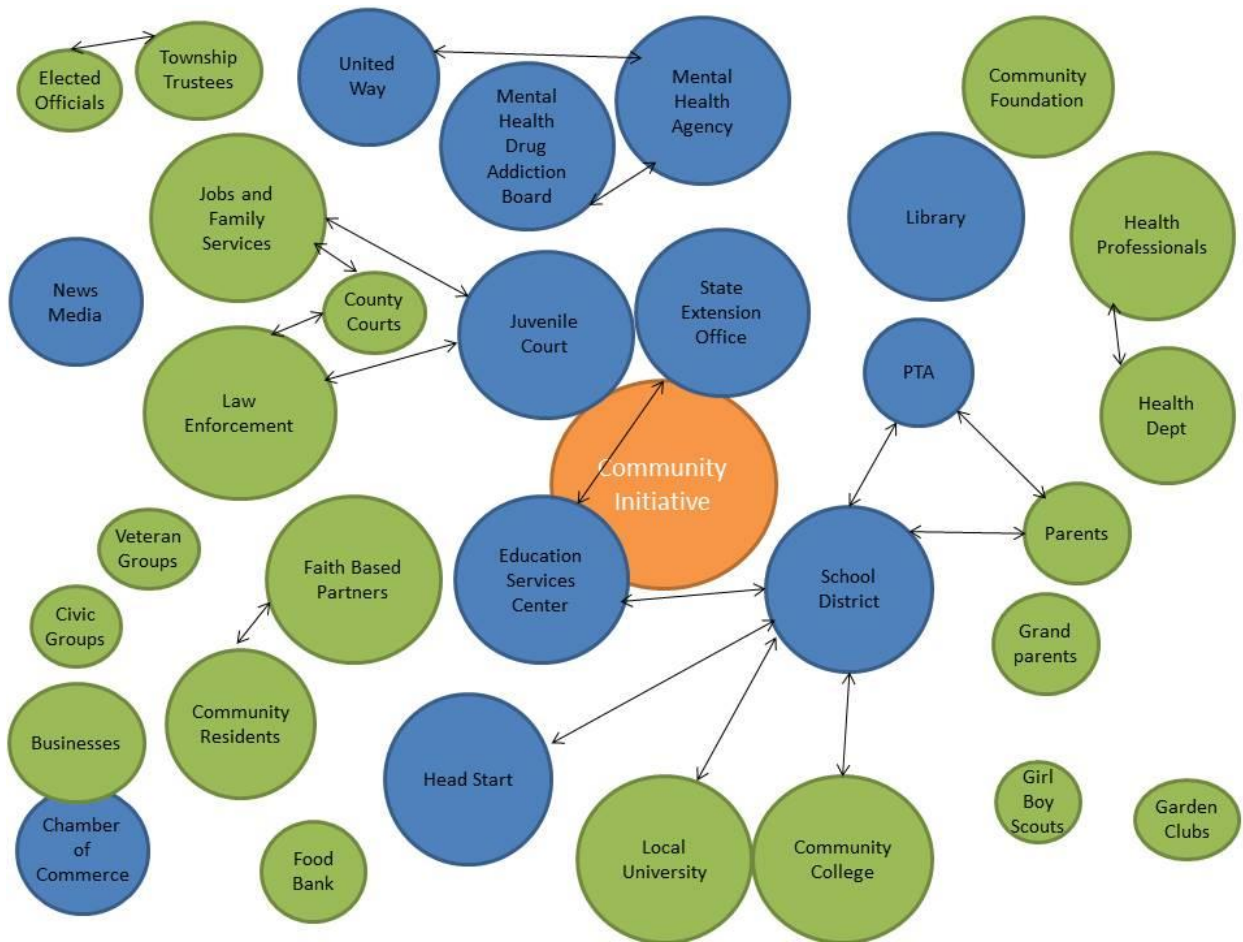 Elected
Officials
Township
Trustees
United
Way
Mental
Health
Drug
Addiction
Board
Mental
Health
Agency
Community
Foundation
Jobs and
Family
Services
Library
Health
Professionals
News
Media
County
Courts
Juvenile
Court
State
Extension
Office
PTA
Law
Enforcement
Health
Dept
Community
Initiative
Veteran
Groups
Faith Based
Partners
Education
Services
Center
School
District
Parents
Civic
Groups
Grand
parents
Community
Residents
Businesses
Head Start
Girl
Boy
Scouts
Garden
Clubs
Chamber
of
Commerce
Food
Bank
Local
University
Community
College